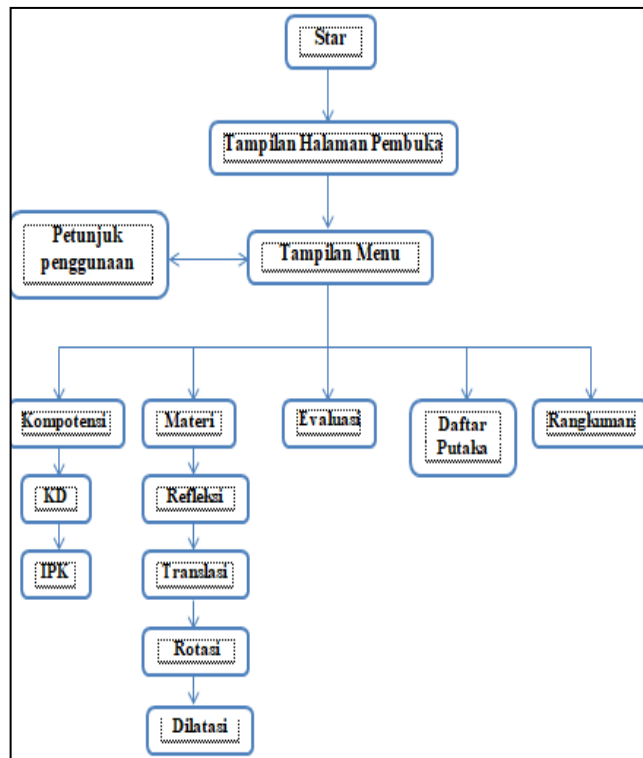 Star
Tampilan Halaman Pembuka
Petunjuk
penggunaan
Tampilan Menu
Kompotensi
Materi
Evaluasi
Daftar
Putaka
Rangkuman
KD
Refleksi
IPK
Translasi
Rotasi
Dilatasi